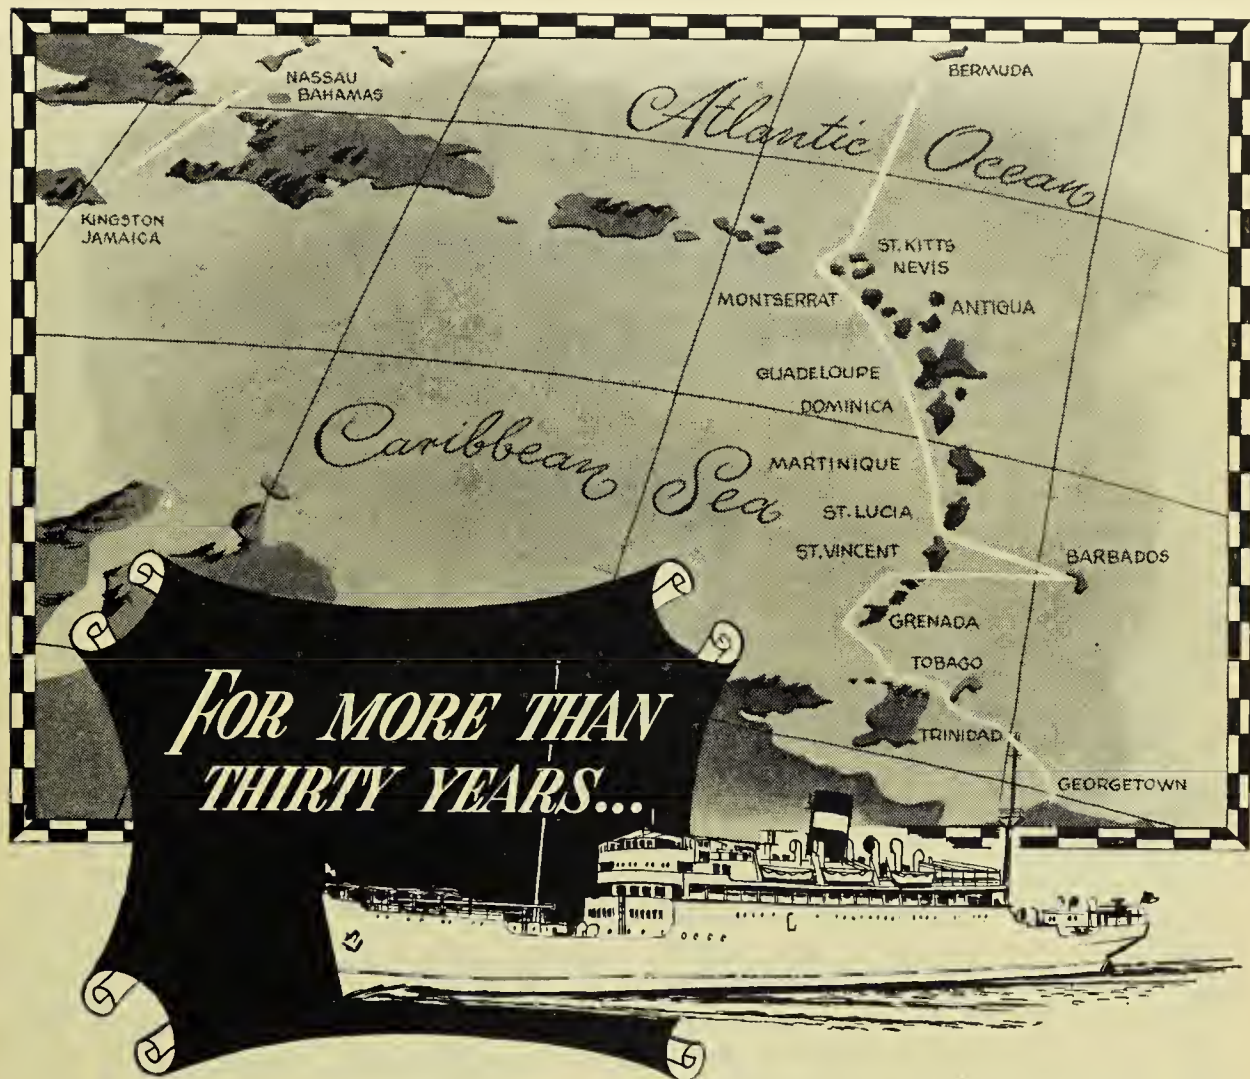 NASSAU
BAHAMAS
BERMUDA
Atlantic Ocean
KINGSTON
JAMAICA
ST. KITTS
NEVIS
MONTSERRAT
ANTIGUA
GUADELOUPE
DOMINICA
Caribbean Sea
MARTINIQUE
ST. LUCIA
ST. VINCENT
BARBADOS
GRENADA
TOBAGO
TRINIDAD
GEORGETOWN
FOR MORE THAN
THIRTY YEARS...